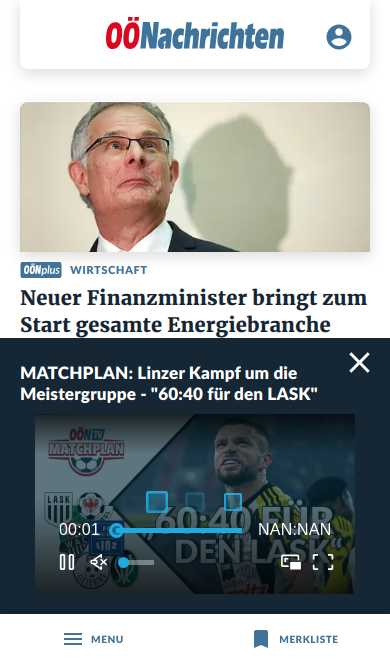 OÖNachrichten
OÖNplus WIRTSCHAFT
Neuer Finanzminister bringt zum
Start gesamte Energiebranche
MATCHPLAN: Linzer Kampf um die
Meistergruppe - "60:40 für den LASK"
OÖN TV
MATCHPLAN
LASK
"60:40 FÜR
DEN LASK"
00:01
NAN:NAN
LINZ
MENU
MERKLISTE